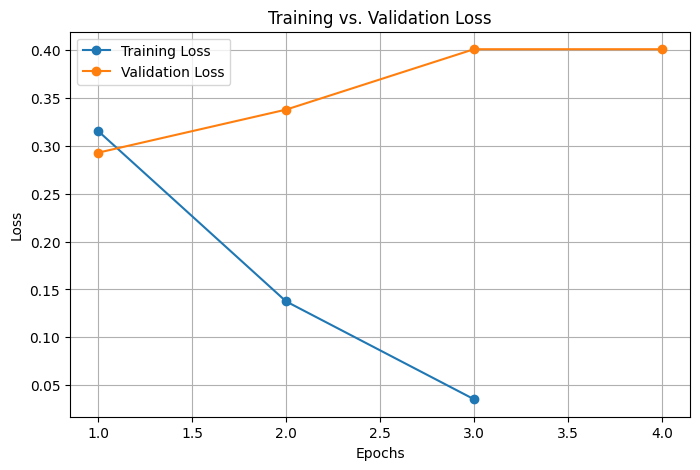 Training vs. Validation Loss
Training Loss
Validation Loss
0.40
0.35
0.30
0.25
0.20
0.15
0.10
0.05
Loss
1.0 1.5 2.0 2.5 3.0 3.5 4.0
Epochs